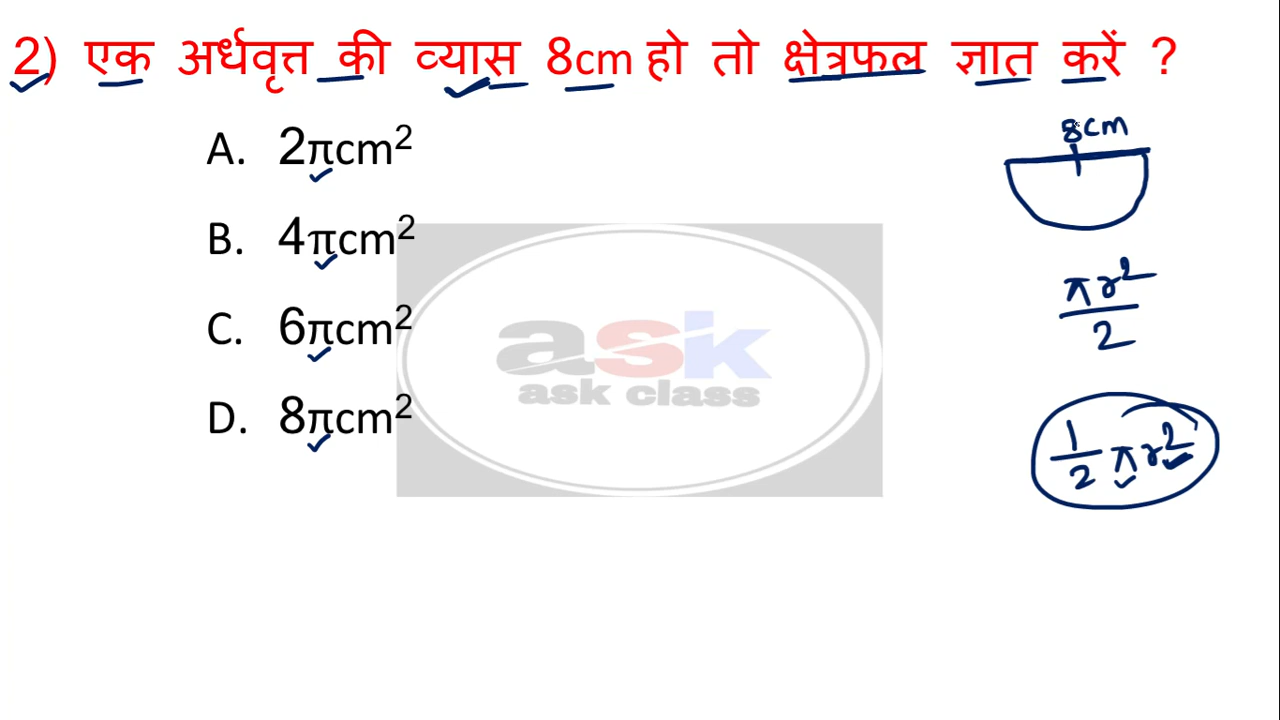 2) एक अर्धवृत्त की व्यास 8cm हो तो क्षेत्रफल ज्ञात करें ?
8cm
A. 2πcm²
B. 4πcm²
C. 6πcm²
D. 8πcm²
πr²
2
1
2 πr²
ask
ask class